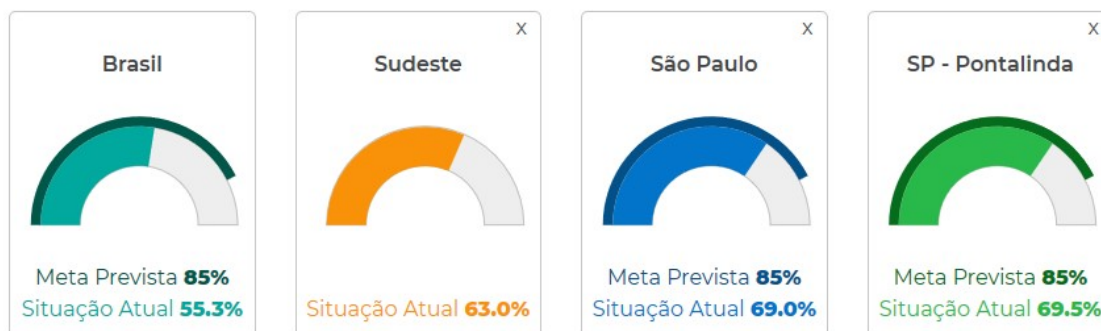 Brasil
Meta Prevista 85%
Situação Atual 55.3%
X
Sudeste
Situação Atual 63.0%
X
São Paulo
Meta Prevista 85%
Situação Atual 69.0%
X
SP - Pontalinda
Meta Prevista 85%
Situação Atual 69.5%